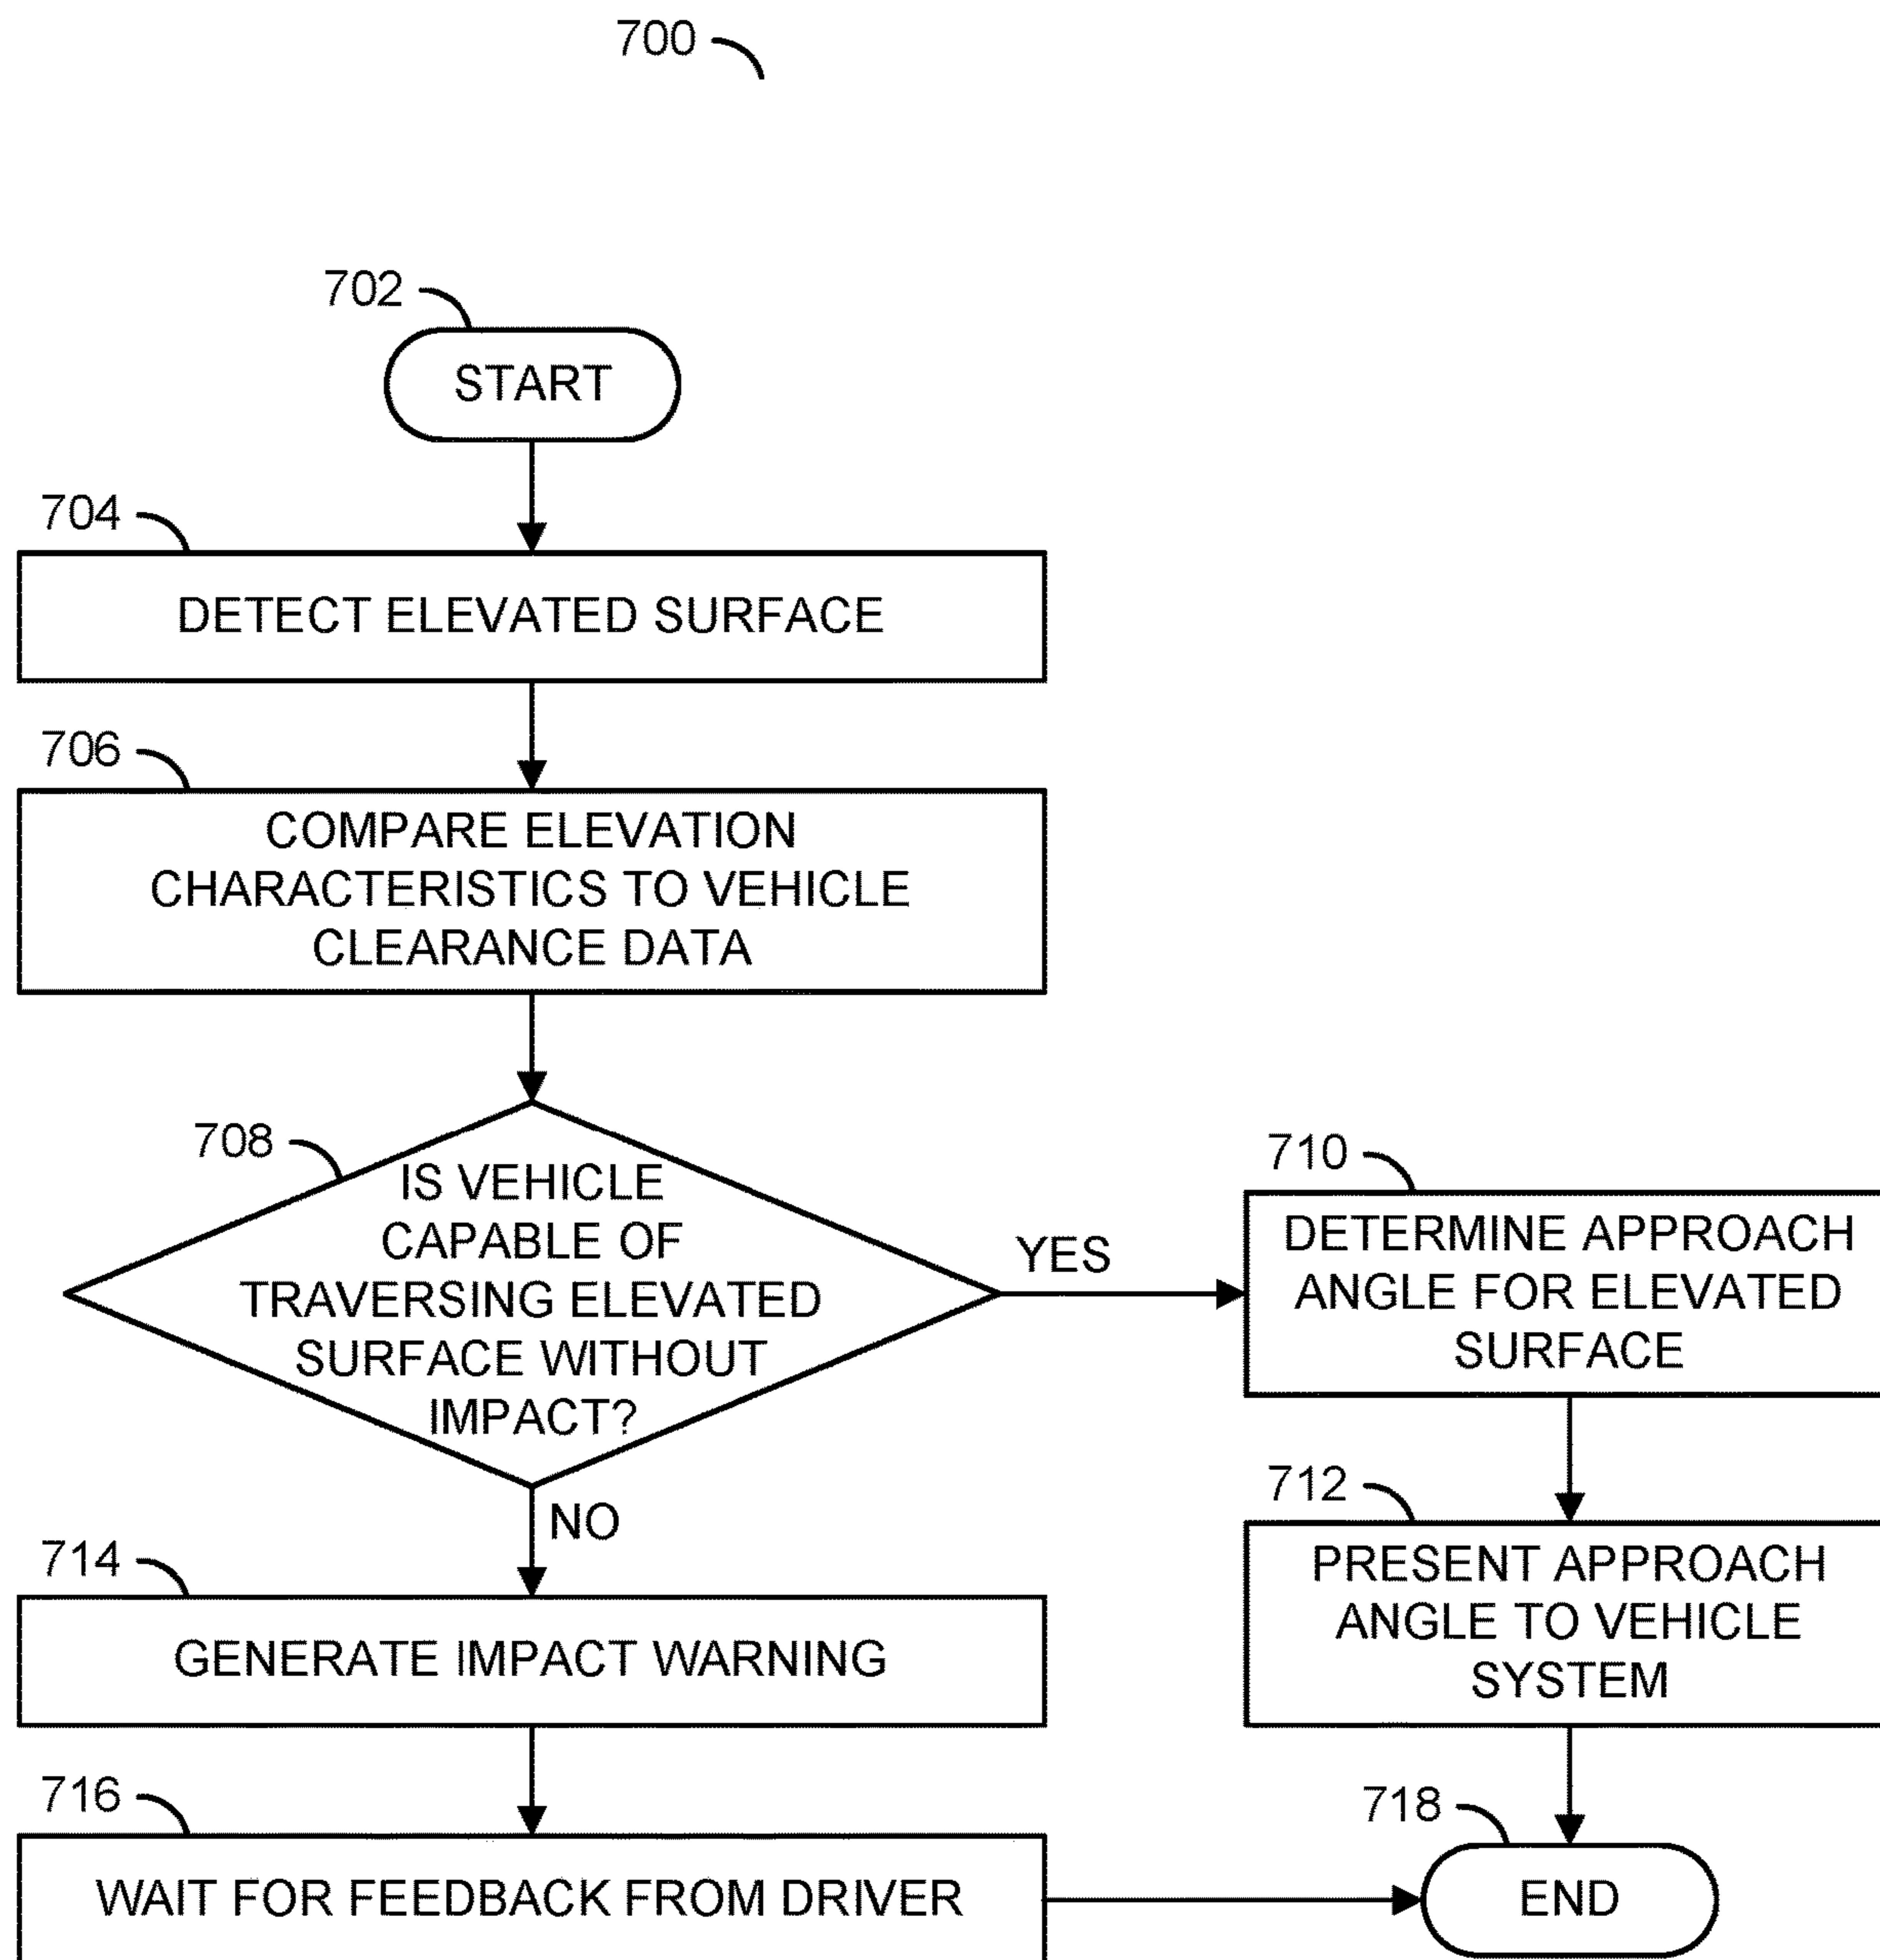 700
702
START
704
DETECT ELEVATED SURFACE
706
COMPARE ELEVATION
CHARACTERISTICS TO VEHICLE
CLEARANCE DATA
708
IS VEHICLE
CAPABLE OF
TRAVERSING ELEVATED
SURFACE WITHOUT
IMPACT?
YES
710
DETERMINE APPROACH
ANGLE FOR ELEVATED
SURFACE
712
PRESENT APPROACH
ANGLE TO VEHICLE
SYSTEM
NO
714
GENERATE IMPACT WARNING
716
WAIT FOR FEEDBACK FROM DRIVER
718
END